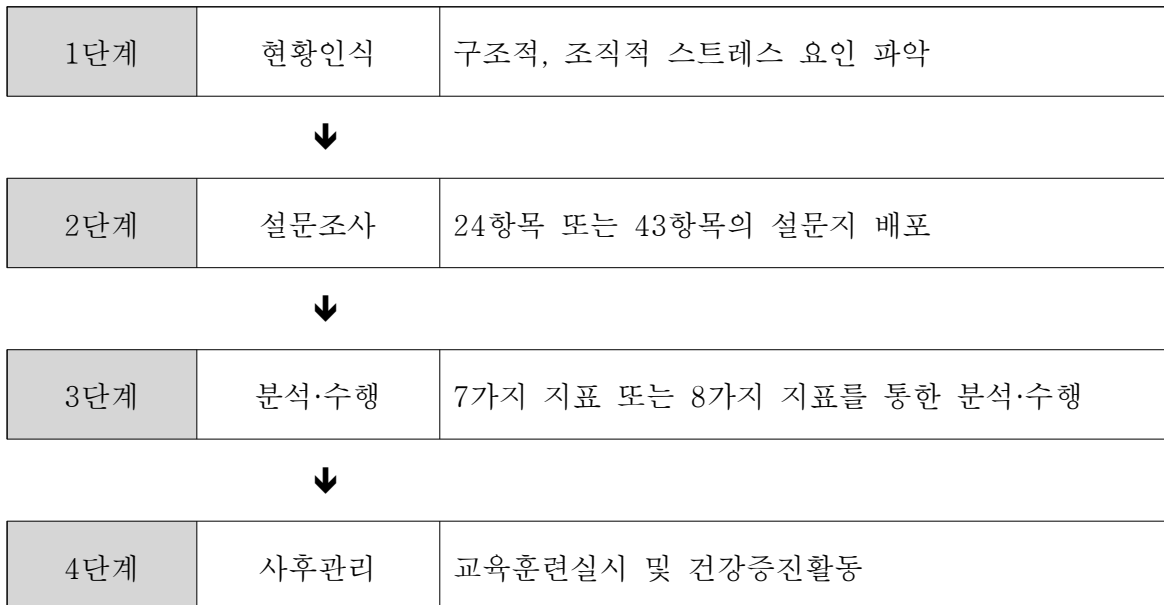 1단계 현황인식 구조적, 조직적 스트레스 요인 파악
2단계 설문조사 24항목 또는 43항목의 설문지 배포
3단계 분석·수행 7가지 지표 또는 8가지 지표를 통한 분석·수행
4단계 사후관리 교육훈련실시 및 건강증진활동